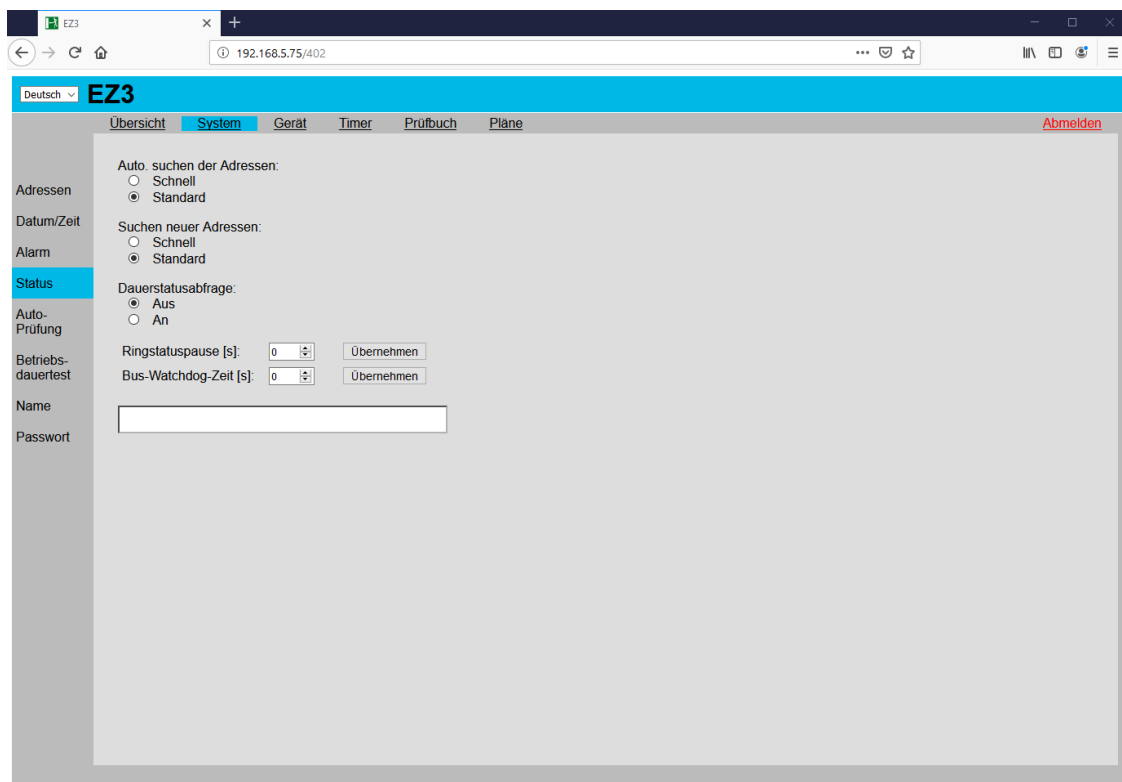 EZ3
192.168.5.75/402
Deutsch
EZ3
Übersicht System Gerät Timer Prüfbuch Pläne Abmelden
Adressen
Datum/Zeit
Alarm
Status
Auto-
Prüfung
Betriebs-
dauertest
Name
Passwort
Auto. suchen der Adressen:
Schnell
Standard
Suchen neuer Adressen:
Schnell
Standard
Dauerstatusabfrage:
Aus
An
Ringstatuspause [s]: 0 Übernehmen
Bus-Watchdog-Zeit [s]: 0 Übernehmen